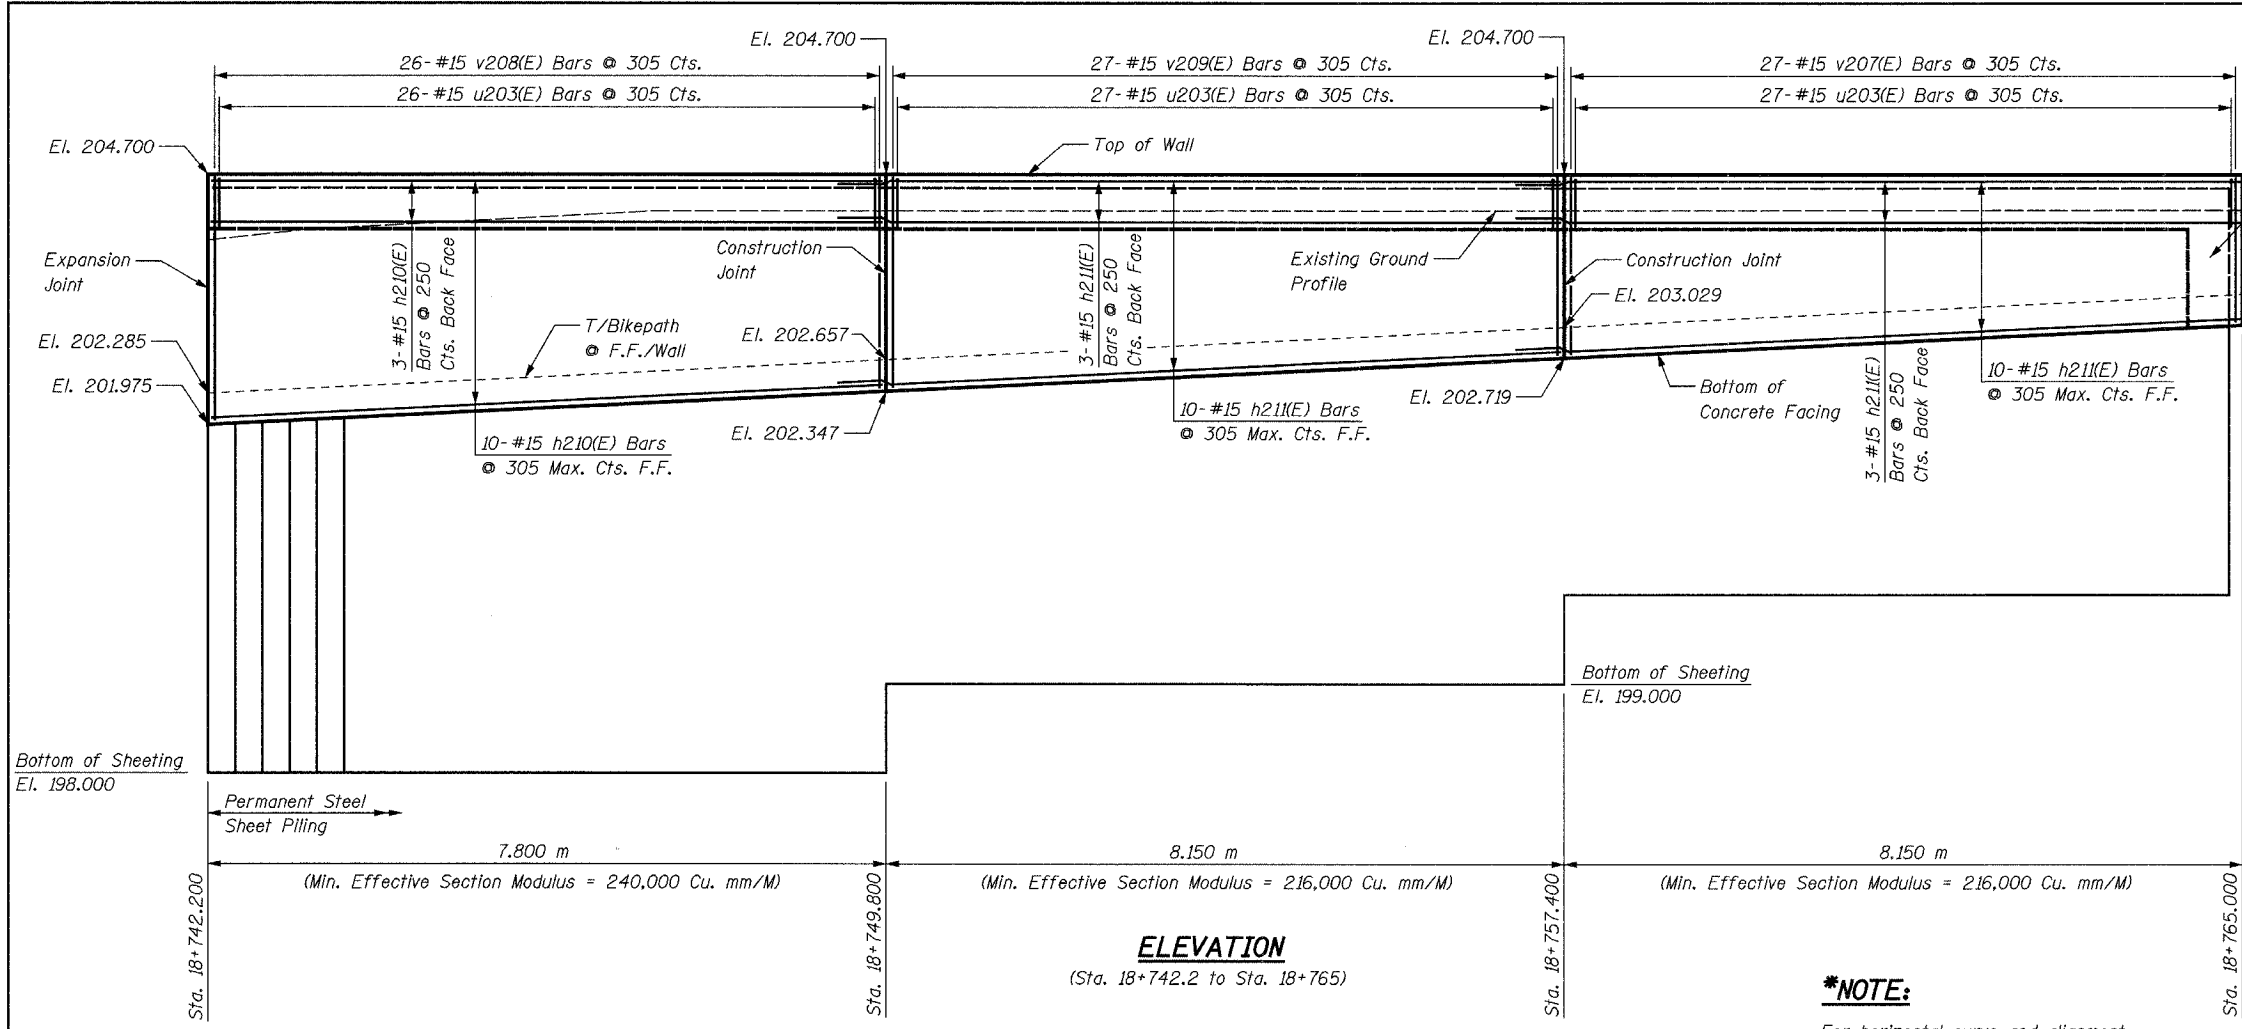 El. 204.700
El. 204.700
26-#15 v208(E) Bars @ 305 Cts.
27-#15 v209(E) Bars @ 305 Cts.
27-#15 v207(E) Bars @ 305 Cts.
26-#15 u203(E) Bars @ 305 Cts.
27-#15 u203(E) Bars @ 305 Cts.
27-#15 u203(E) Bars @ 305 Cts.
El. 204.700
Top of Wall
Expansion
Joint
3-#15 h210(E)
Bars @ 250
Cts. Back Face
Construction
Joint
3-#15 h211(E)
Bars @ 250
Cts. Back Face
Existing Ground
Profile
Construction Joint
El. 203.029
T/Bikepath
@ F.F./Wall
El. 202.657
El. 202.285
El. 201.975
10-#15 h210(E) Bars
@ 305 Max. Cts. F.F.
El. 202.347
10-#15 h211(E) Bars
@ 305 Max. Cts. F.F.
El. 202.719
Bottom of
Concrete Facing
3-#15 h211(E)
Bars @ 250
Cts. Back Face
10-#15 h211(E) Bars
@ 305 Max. Cts. F.F.
Bottom of Sheeting
El. 199.000
Bottom of Sheeting
El. 198.000
Permanent Steel
Sheet Piling
7.800 m
8.150 m
8.150 m
(Min. Effective Section Modulus = 240,000 Cu. mm/M)
(Min. Effective Section Modulus = 216,000 Cu. mm/M)
(Min. Effective Section Modulus = 216,000 Cu. mm/M)
Sta. 18+742.200
Sta. 18+749.800
Sta. 18+757.400
Sta. 18+765.000
ELEVATION
(Sta. 18+742.2 to Sta. 18+765)
*NOTE:
For horizontal curve and alignment